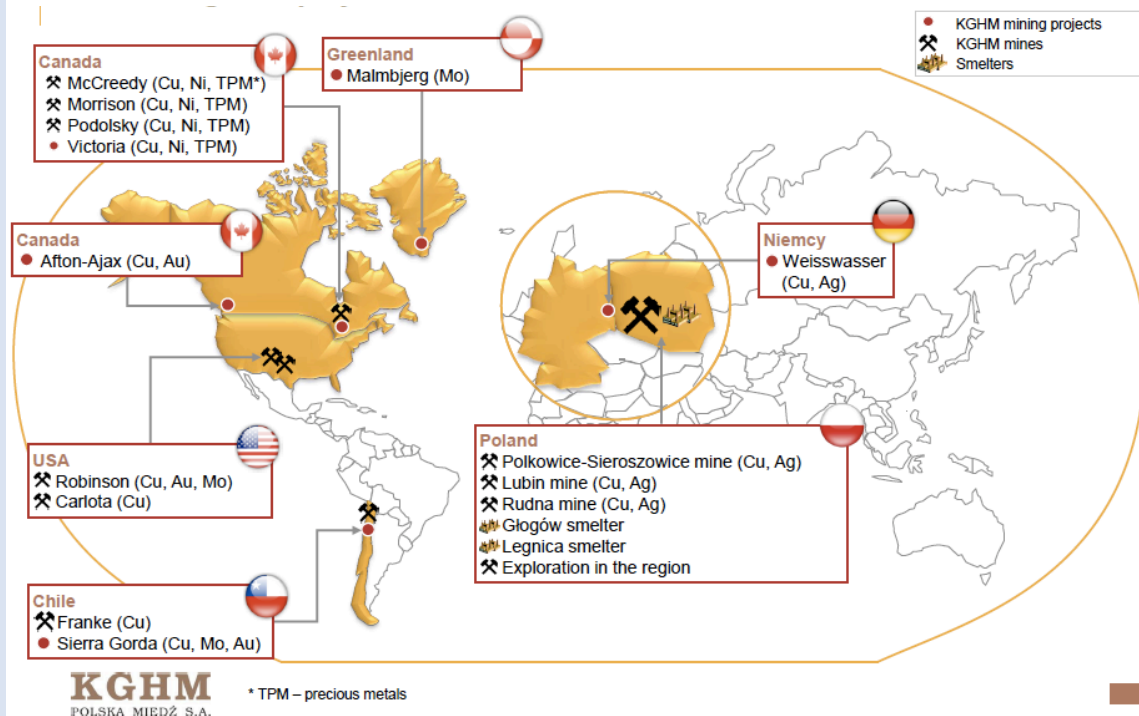 KGHM mining projects
KGHM mines
Smelters
Canada
McCreedy (Cu, Ni, TPM*)
Morrison (Cu, Ni, TPM)
Podolsky (Cu, Ni, TPM)
Victoria (Cu, Ni, TPM)
Greenland
Malmbjerg (Mo)
Canada
Afton-Ajax (Cu, Au)
Niemcy
Weisswasser
(Cu, Ag)
USA
Robinson (Cu, Au, Mo)
Carlota (Cu)
Poland
Polkowice-Sieroszowice mine (Cu, Ag)
Lubin mine (Cu, Ag)
Rudna mine (Cu, Ag)
Głogów smelter
Legnica smelter
Exploration in the region
Chile
Franke (Cu)
Sierra Gorda (Cu, Mo, Au)
KGHM
POLSKA MIEDŹ S.A.
* TPM – precious metals